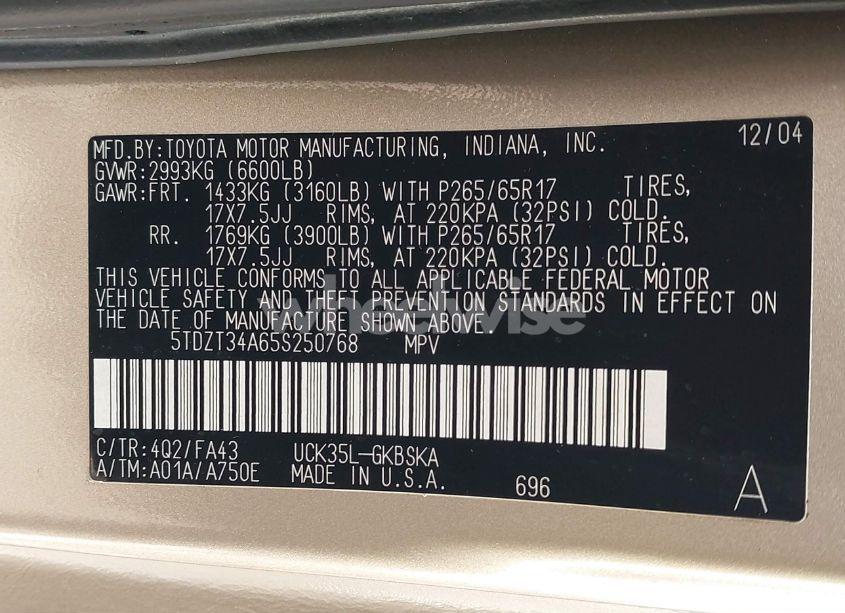 MFD.BY:TOYOTA MOTOR MANUFACTURING, INDIANA, INC. 12/04
GVWR:2993KG (6600LB)
GAWR:FRT. 1433KG (3160LB) WITH P265/65R17 TIRES,
17X7.5JJ RIMS, AT 220KPA (32PSI) COLD.
RR. 1769KG (3900LB) WITH P265/65R17 TIRES,
17X7.5JJ RIMS, AT 220KPA (32PSI) COLD.
THIS VEHICLE CONFORMS TO ALL APPLICABLE FEDERAL MOTOR
VEHICLE SAFETY AND THEFT PREVENTION STANDARDS IN EFFECT ON
THE DATE OF MANUFACTURE SHOWN ABOVE.
wheelwise
5TDZT34A65S250768 MPV
C/TR:4Q2/FA43 UCK35L-GKBSKA
A/TM:A01A/A750E MADE IN U.S.A. 696 A